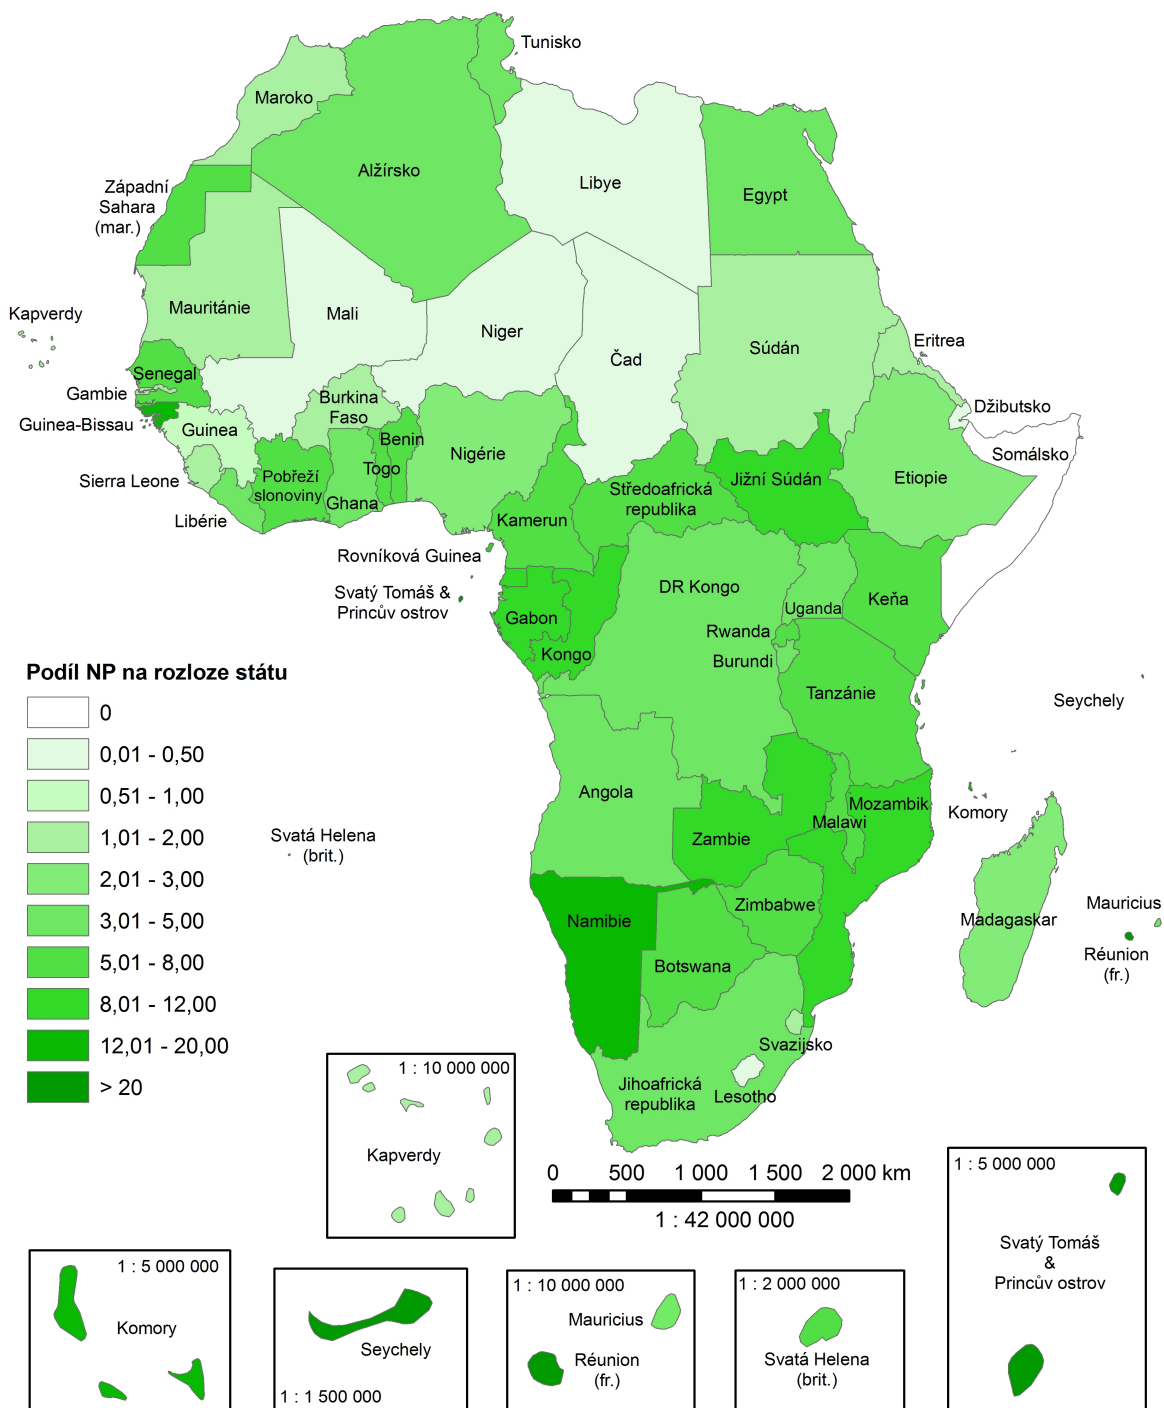 Tunisko
Maroko
Alžírsko
Libye
Egypt
Západní
Sahara
(mar.)
Mauritánie
Mali
Niger
Čad
Súdán
Eritrea
Kapverdy
Senegal
Gambie
Guinea-Bissau
Guinea
Burkina
Faso
Džibutsko
Somálsko
Sierra Leone
Libérie
Pobřeží
slonoviny
Ghana
Togo
Benin
Nigérie
Středoafrická
republika
Jižní Súdán
Etiopie
Kamerun
Rovníková Guinea
Svatý Tomáš &
Princův ostrov
Gabon
Kongo
DR Kongo
Uganda
Keňa
Rwanda
Burundi
Tanzánie
Seychely
Podíl NP na rozloze státu
0
0,01 - 0,50
0,51 - 1,00
1,01 - 2,00
2,01 - 3,00
3,01 - 5,00
5,01 - 8,00
8,01 - 12,00
12,01 - 20,00
> 20
Svatá Helena
(brit.)
Angola
Zambie
Malawi
Mozambik
Komory
Namibie
Zimbabwe
Botswana
Madagaskar
Mauricius
Réunion
(fr.)
Svazijsko
Lesotho
Jihoafrická
republika
1 : 10 000 000
Kapverdy
0 500 1 000 1 500 2 000 km
1 : 42 000 000
1 : 5 000 000
Svatý Tomáš
&
Princův ostrov
1 : 5 000 000
Komory
Seychely
1 : 1 500 000
1 : 10 000 000
Mauricius
Réunion
(fr.)
1 : 2 000 000
Svatá Helena
(brit.)